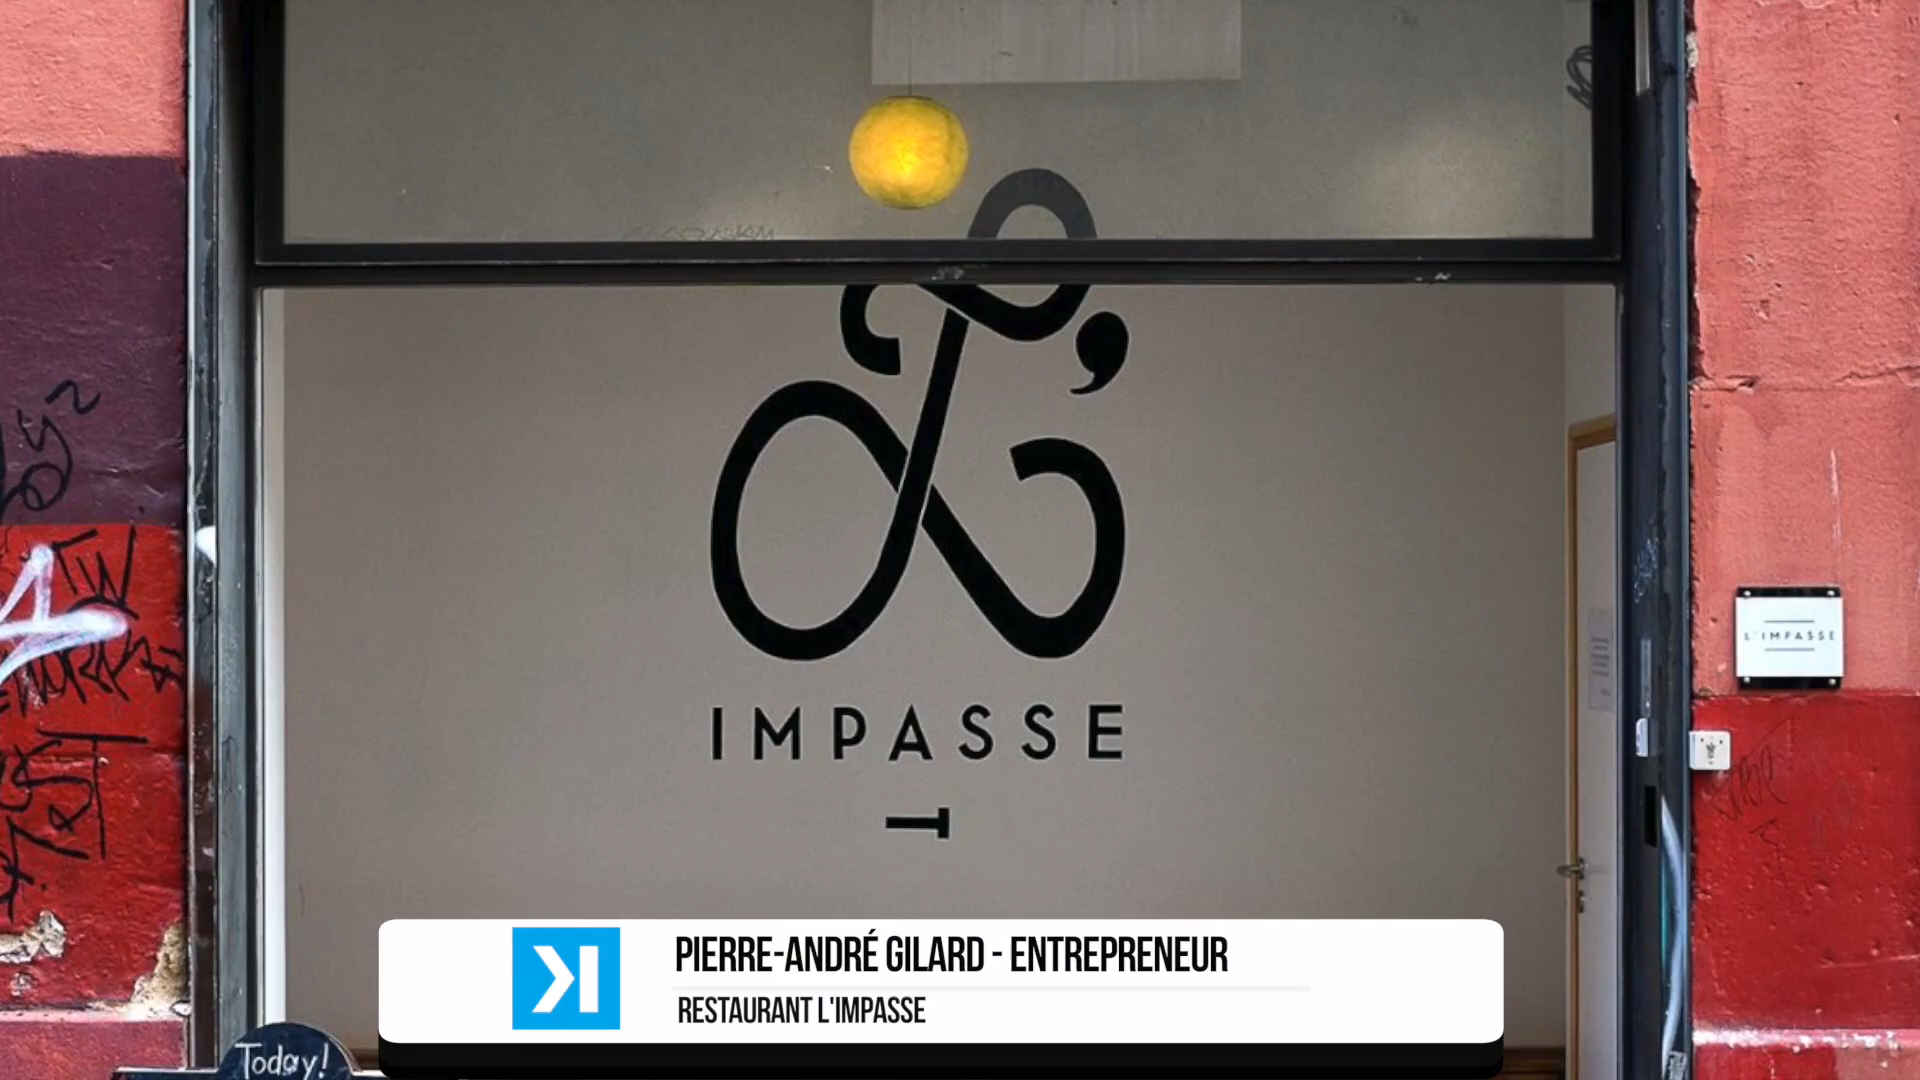 L'
IMPASSE
L'IMPASSE
PIERRE-ANDRÉ GILARD - ENTREPRENEUR
RESTAURANT L'IMPASSE
Today!